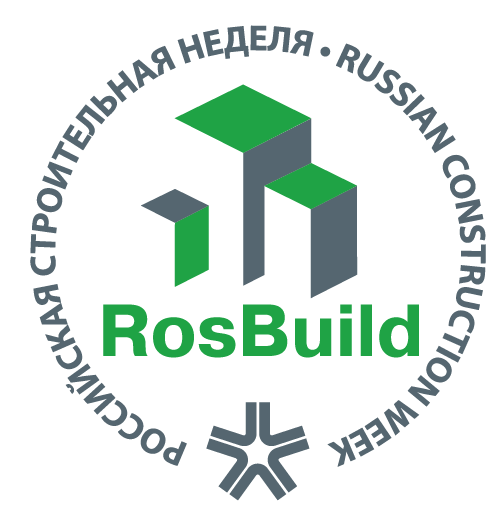 РОССИЙСКАЯ СТРОИТЕЛЬНАЯ НЕДЕЛЯ • RUSSIAN CONSTRUCTION WEEK
RosBuild